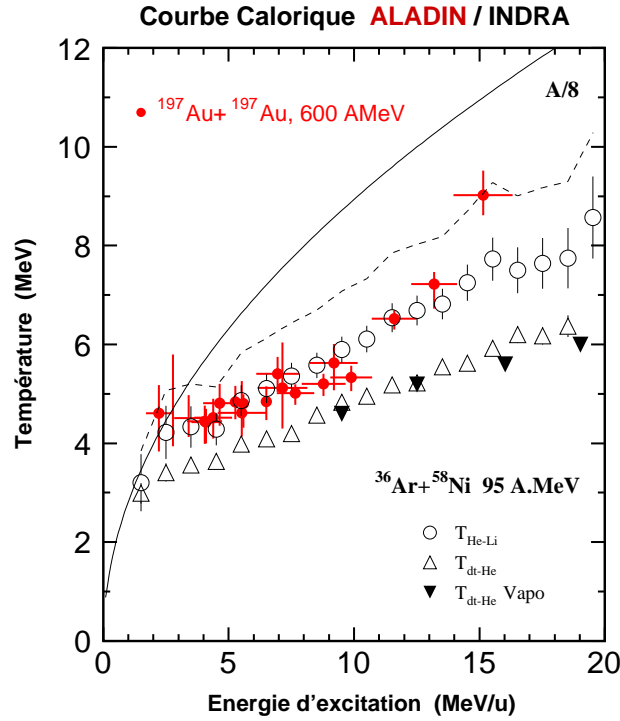 Courbe Calorique ALADIN / INDRA
12
10
8
6
4
2
0
Température (MeV)
A/8
197Au+ 197Au, 600 AMeV
36Ar+58Ni 95 A.MeV
THe-Li
Tdt-He
Tdt-He Vapo
0 5 10 15 20
Energie d'excitation (MeV/u)